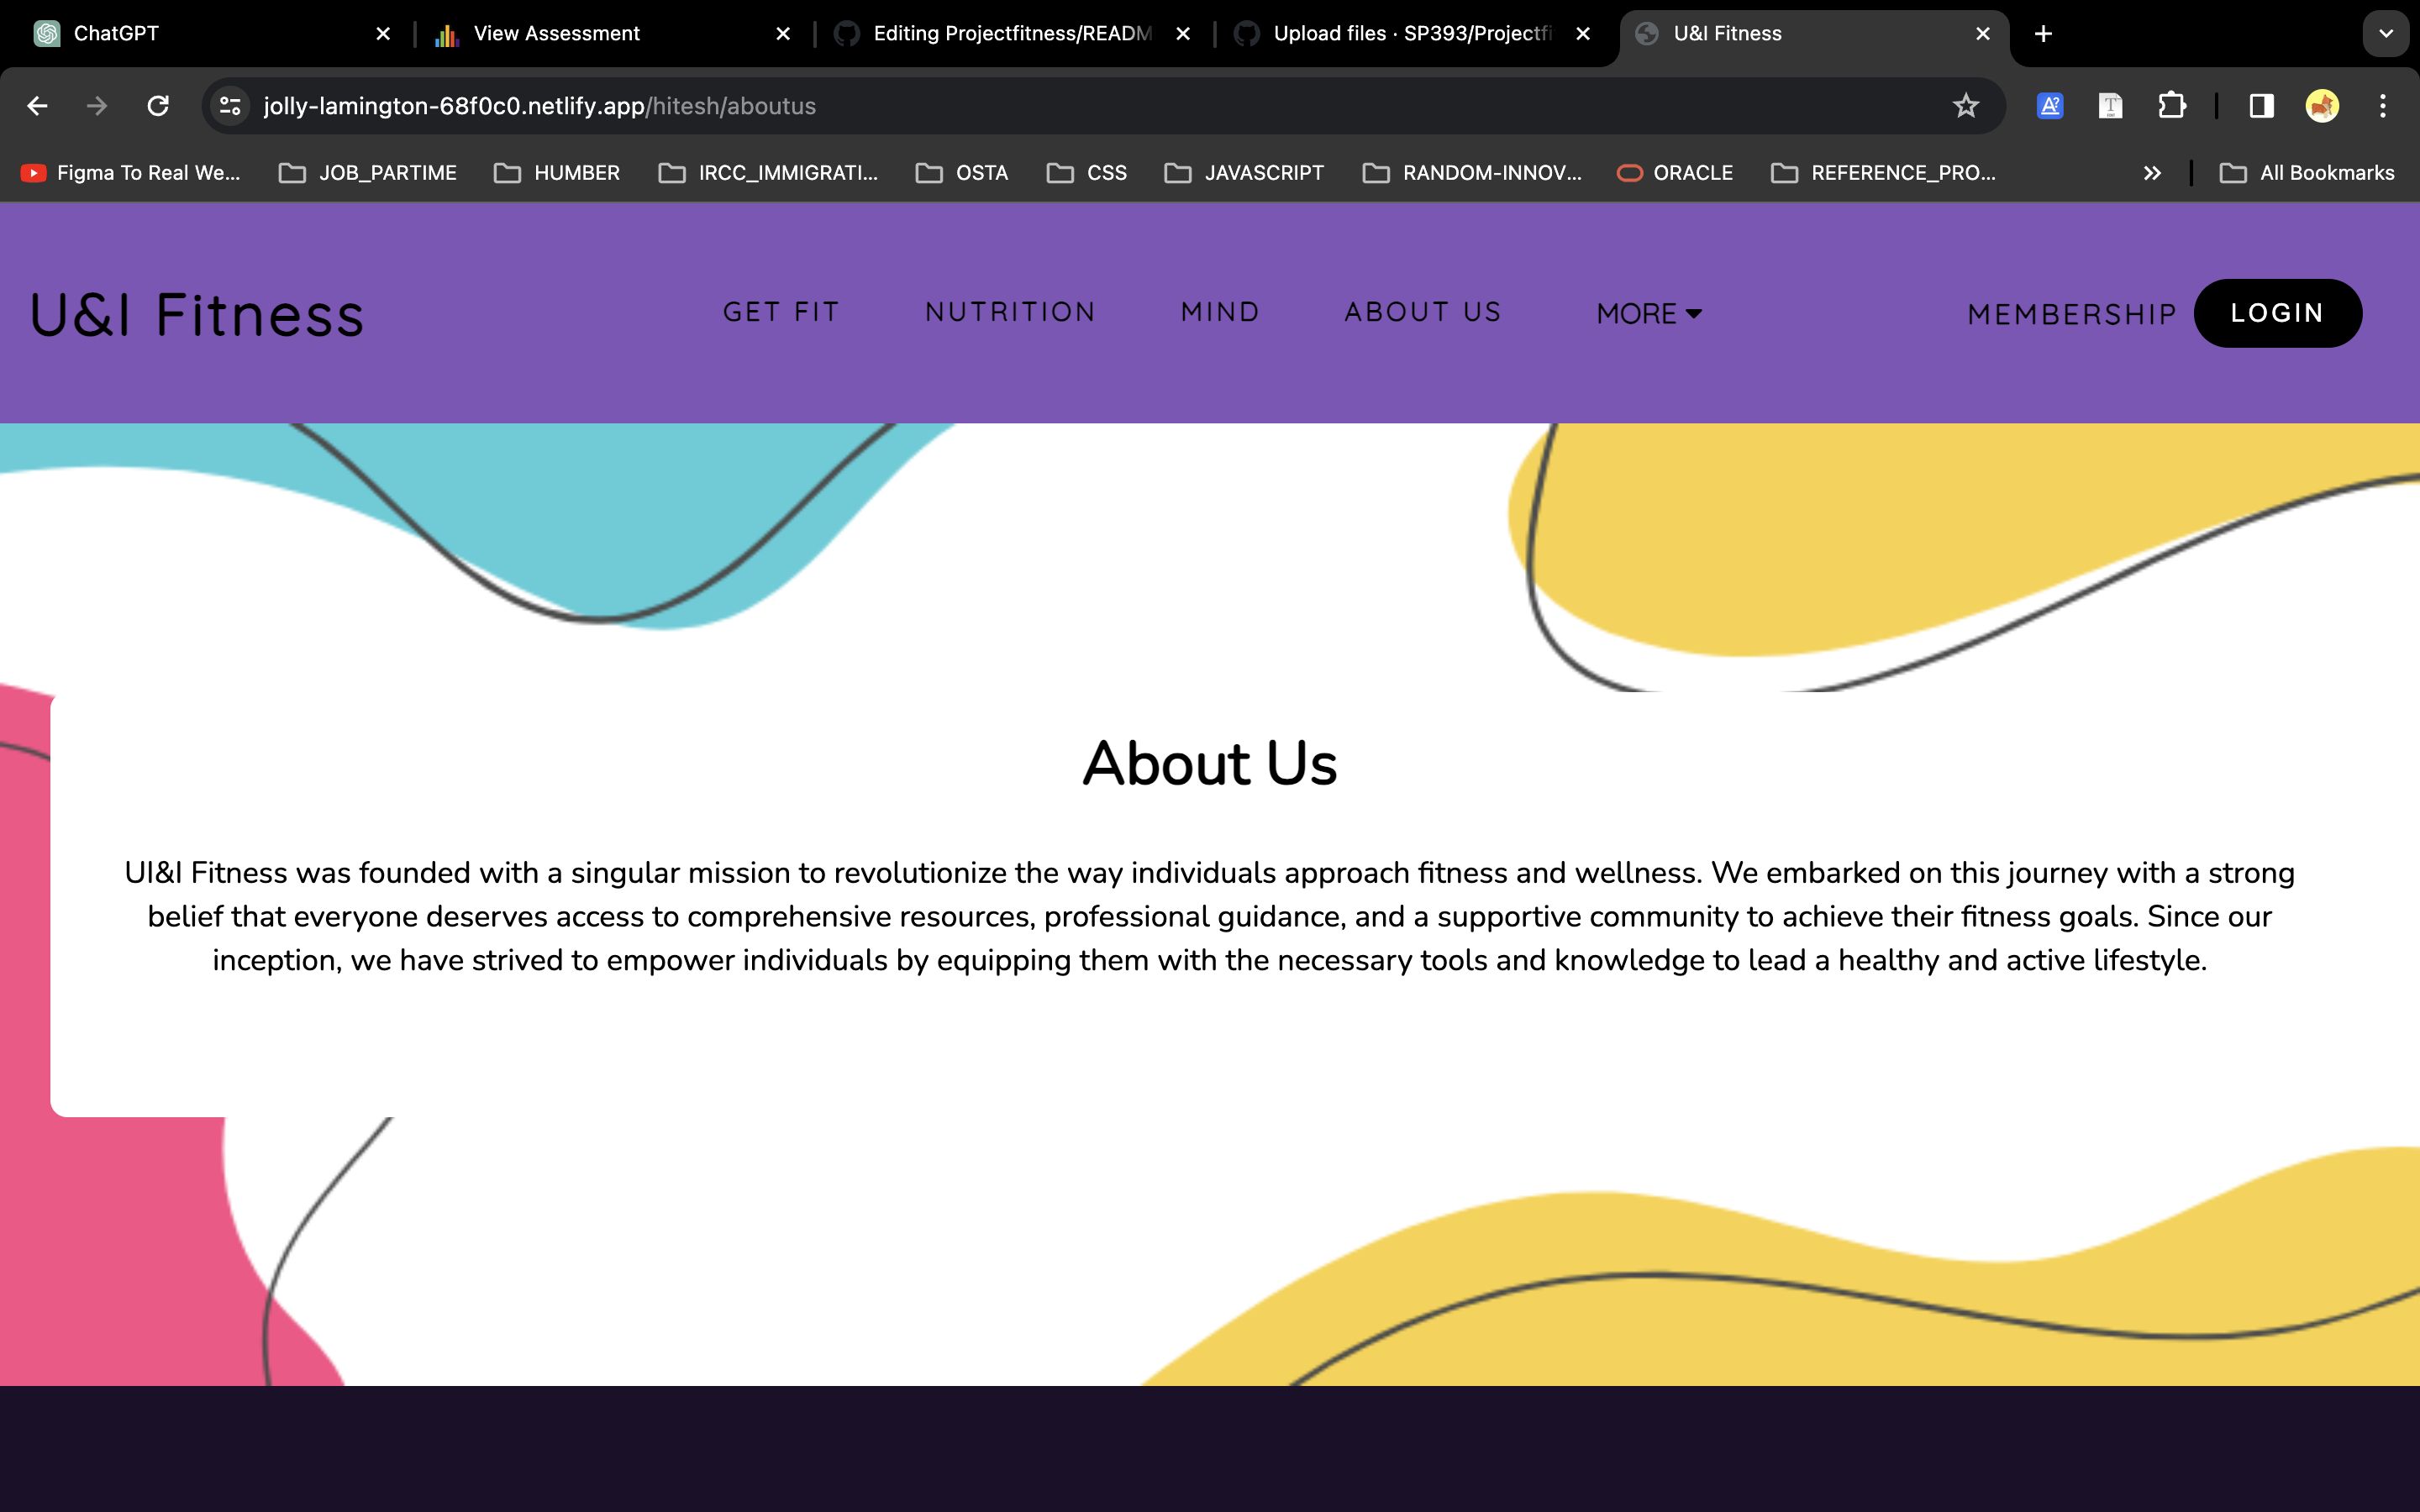 ChatGPT
View Assessment
Editing Projectfitness/READM
Upload files · SP393/Projectfi
U&I Fitness
jolly-lamington-68f0c0.netlify.app/hitesh/aboutus
Figma To Real We...
JOB_PARTIME
HUMBER
IRCC_IMMIGRATI...
OSTA
CSS
JAVASCRIPT
RANDOM-INNOV...
ORACLE
REFERENCE_PRO...
All Bookmarks
U&I Fitness
GET FIT
NUTRITION
MIND
ABOUT US
MORE
MEMBERSHIP
LOGIN
About Us
UI&I Fitness was founded with a singular mission to revolutionize the way individuals approach fitness and wellness. We embarked on this journey with a strong
belief that everyone deserves access to comprehensive resources, professional guidance, and a supportive community to achieve their fitness goals. Since our
inception, we have strived to empower individuals by equipping them with the necessary tools and knowledge to lead a healthy and active lifestyle.